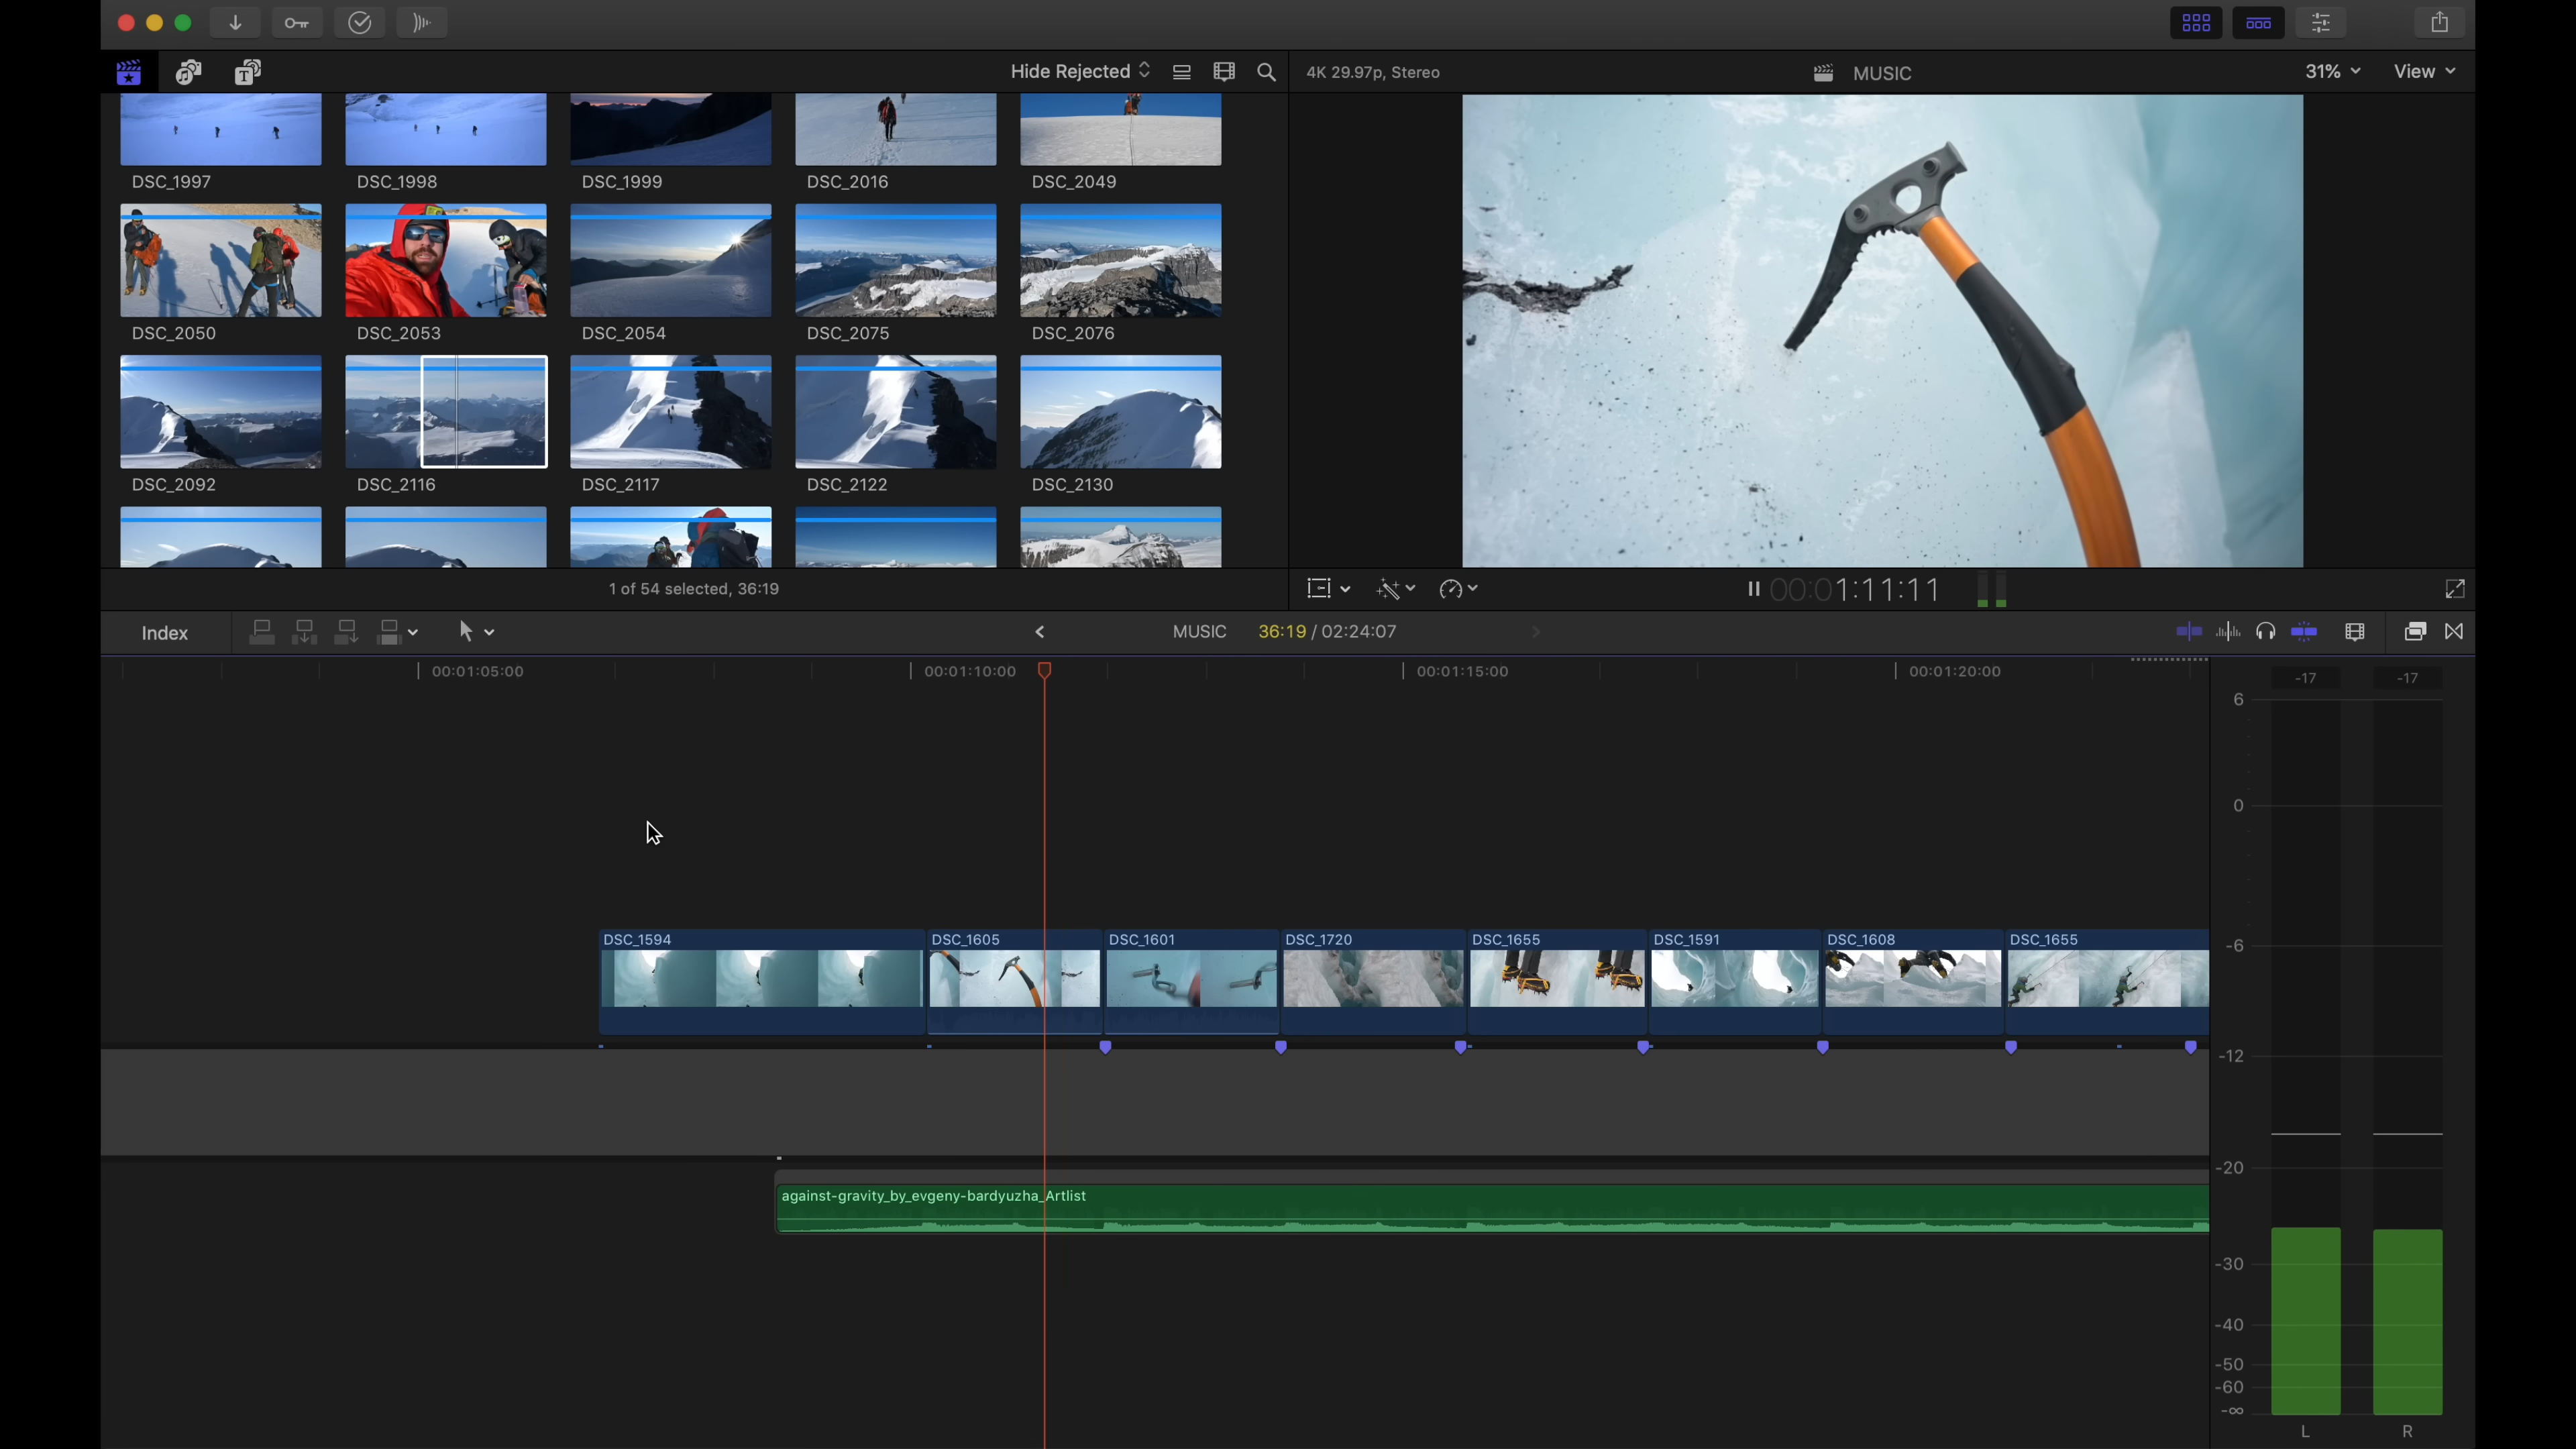 Hide Rejected
4K 29.97p, Stereo
MUSIC
31%
View
DSC_1997
DSC_1998
DSC_1999
DSC_2016
DSC_2049
DSC_2050
DSC_2053
DSC_2054
DSC_2075
DSC_2076
DSC_2092
DSC_2116
DSC_2117
DSC_2122
DSC_2130
1 of 54 selected, 36:19
00:01:11:11
Index
MUSIC
36:19 / 02:24:07
00:01:05:00
00:01:10:00
00:01:15:00
00:01:20:00
DSC_1594
DSC_1605
DSC_1601
DSC_1720
DSC_1655
DSC_1591
DSC_1608
DSC_1655
against-gravity_by_evgeny-bardyuzha_Artlist
-17
-17
6
0
-6
-12
-20
-30
-40
-50
-60
-∞
L
R